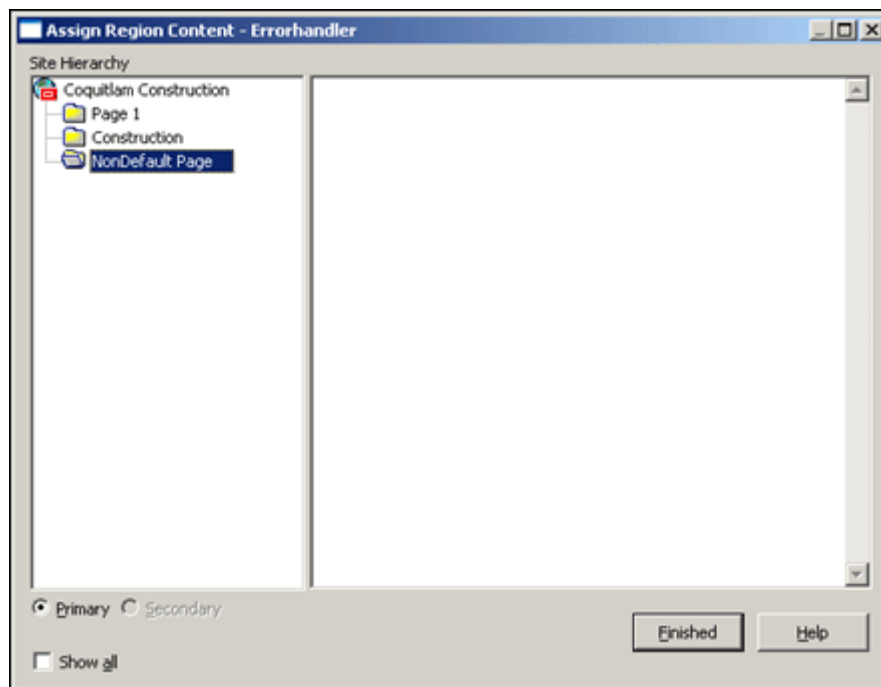 Assign Region Content - Errorhandler
Site Hierarchy
Coquitlam Construction
Page 1
Construction
NonDefault Page
Primary Secondary
Finished Help
Show all